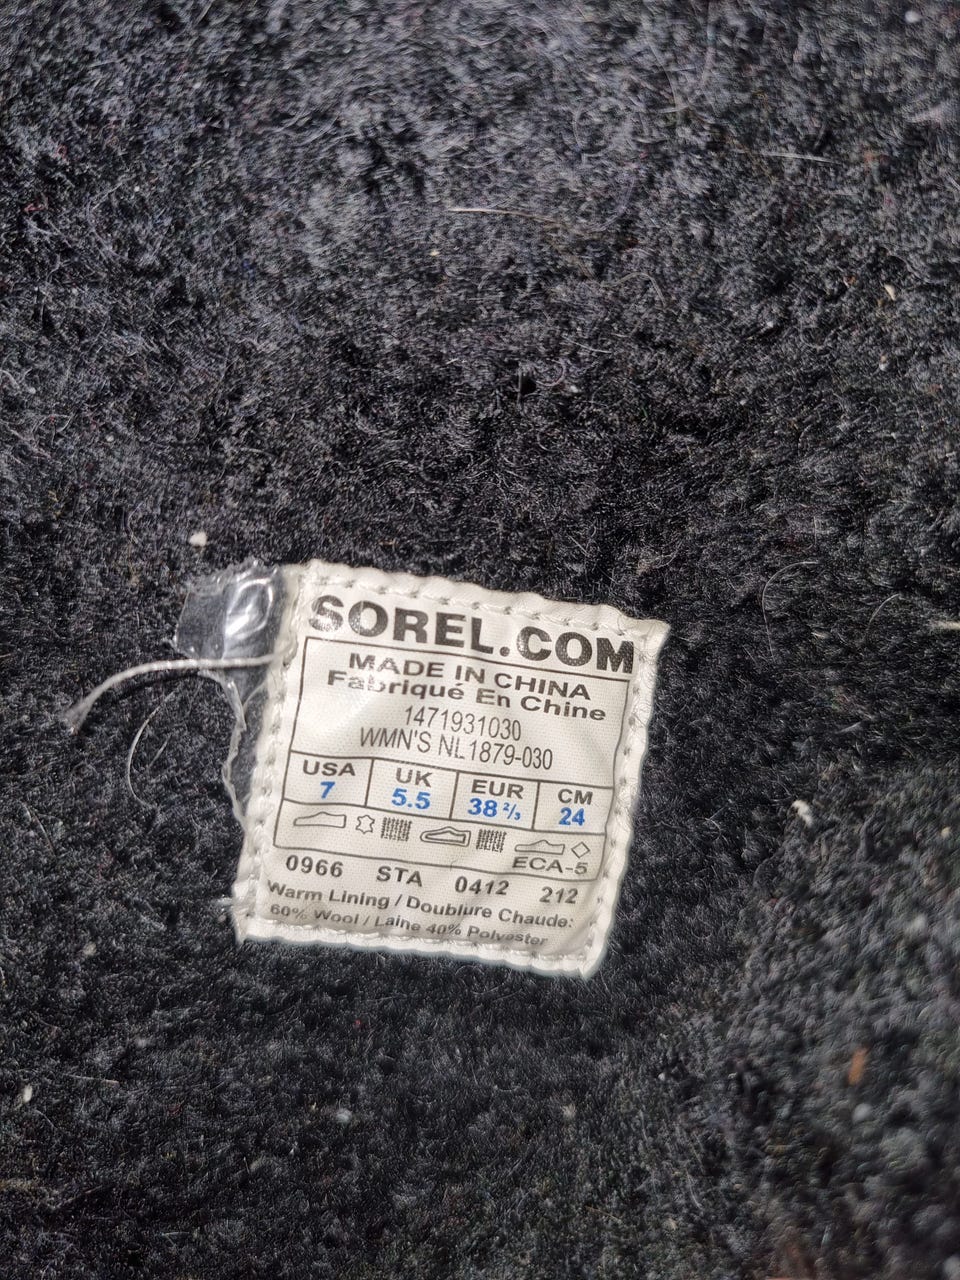 SOREL.COM
MADE IN CHINA
Fabriqué En Chine
1471931030
WMN'S NL1879-030
USA UK EUR CM
7 5.5 38 ⅔ 24
ECA-5
0966 STA 0412 212
Warm Lining / Doublure Chaude:
60% Wool / Laine 40% Polyester